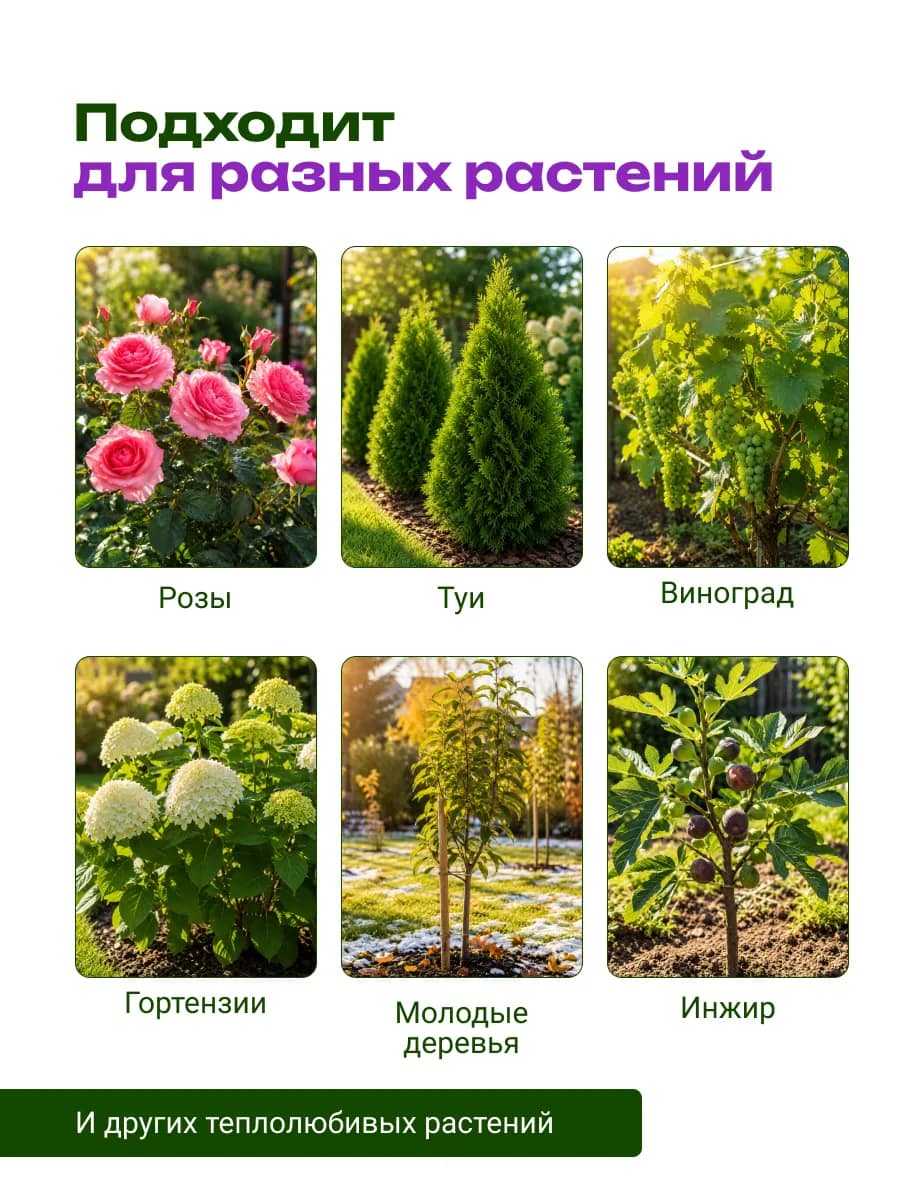 Подходит
для разных растений
Розы
Туи
Виноград
Гортензии
Молодые
деревья
Инжир
И других теплолюбивых растений